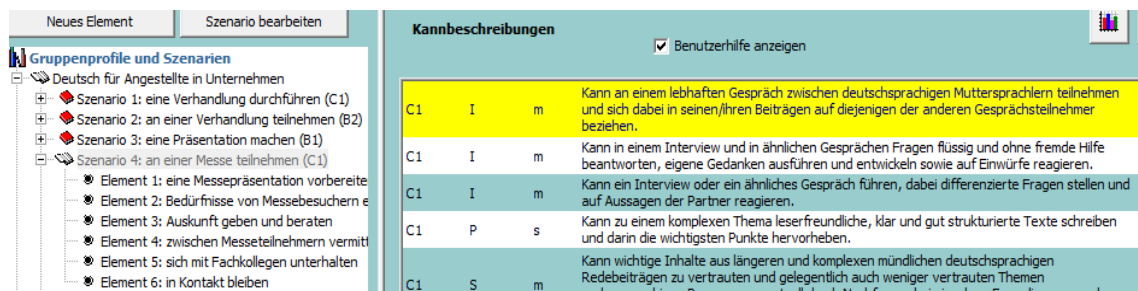 Neues Element
Szenario bearbeiten
Gruppenprofile und Szenarien
Deutsch für Angestellte in Unternehmen
Szenario 1: eine Verhandlung durchführen (C1)
Szenario 2: an einer Verhandlung teilnehmen (B2)
Szenario 3: eine Präsentation machen (B1)
Szenario 4: an einer Messe teilnehmen (C1)
Element 1: eine Messepräsentation vorbereite
Element 2: Bedürfnisse von Messebesuchern e
Element 3: Auskunft geben und beraten
Element 4: zwischen Messeteilnehmern vermitt
Element 5: sich mit Fachkollegen unterhalten
Element 6: in Kontakt bleiben
Kannbeschreibungen
Benutzerhilfe anzeigen
C1 I m
Kann an einem lebhaften Gespräch zwischen deutschsprachigen Muttersprachlern teilnehmen
und sich dabei in seinen/ihren Beiträgen auf diejenigen der anderen Gesprächsteilnehmer
beziehen.
C1 I m
Kann in einem Interview und in ähnlichen Gesprächen Fragen flüssig und ohne fremde Hilfe
beantworten, eigene Gedanken ausführen und entwickeln sowie auf Einwürfe reagieren.
C1 I m
Kann ein Interview oder ein ähnliches Gespräch führen, dabei differenzierte Fragen stellen und
auf Aussagen der Partner reagieren.
C1 P s
Kann zu einem komplexen Thema leserfreundliche, klar und gut strukturierte Texte schreiben
und darin die wichtigsten Punkte hervorheben.
C1 S m
Kann wichtige Inhalte aus längeren und komplexen mündlichen deutschsprachigen
Redebeiträgen zu vertrauten und gelegentlich auch weniger vertrauten Themen